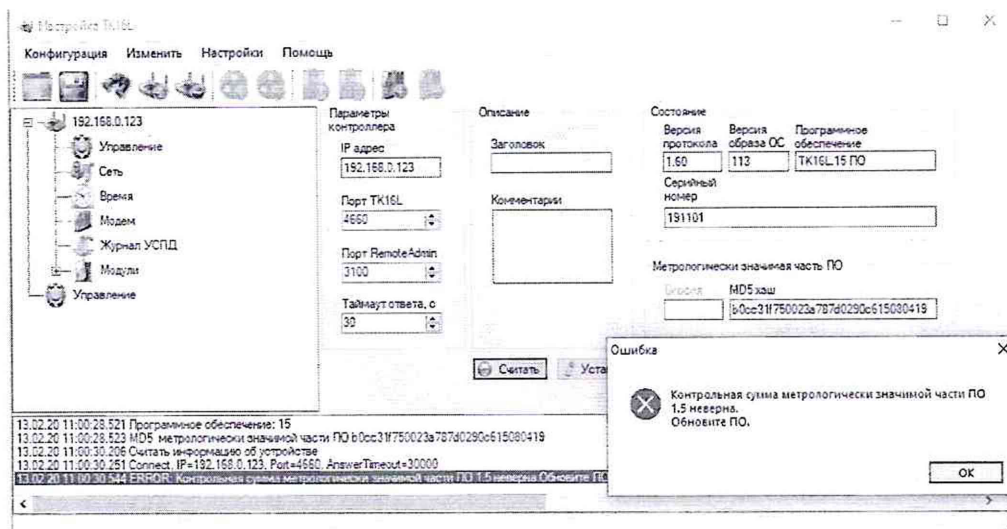 Настройка TK16L
Конфигурация Изменить Настройки Помощь
192.168.0.123
Управление
Сеть
Время
Модем
Журнал УСПД
Модули
Управление
Параметры
контроллера
IP адрес
192.168.0.123
Порт TK16L
4660
Порт RemoteAdmin
3100
Таймаут ответа, с
30
Описание
Заголовок
Комментарии
Состояние
Версия
протокола
1.60
Версия
образа ОС
113
Программное
обеспечение
TK16L.15 ПО
Серийный
номер
191101
Метрологически значимая часть ПО
Версия
MD5 хэш
b0cc31f750023a787d0290c615080419
Считать
Уста
Ошибка
Контрольная сумма метрологически значимой части ПО
1.5 неверна.
Обновите ПО.
OK
13.02.20 11:00:28.521 Программное обеспечение: 15
13.02.20 11:00:28.523 MD5 метрологически значимой части ПО b0cc31f750023a787d0290c615080419
13.02.20 11:00:30.206 Считать информацию об устройстве
13.02.20 11:00:30.251 Connect, IP=192.168.0.123, Port=4660, AnswerTimeout=30000
13.02.20 11:00:30.544 ERROR: Контрольная сумма метрологически значимой части ПО 1.5 неверна Обновите ПО